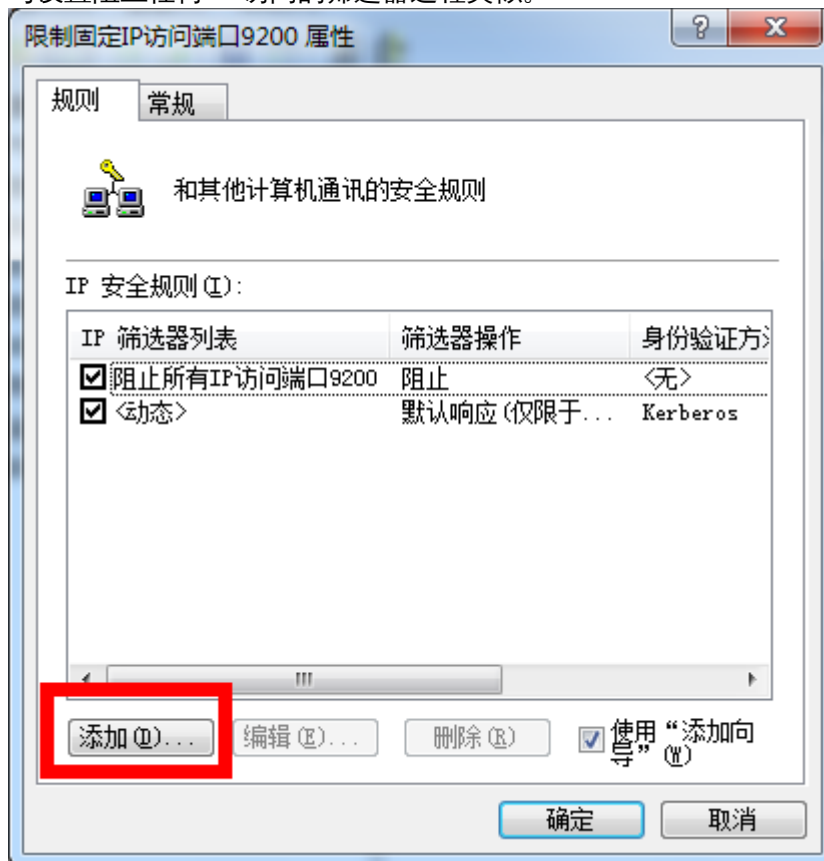 限制固定IP访问端口9200 属性
规则 常规
和其他计算机通讯的安全规则
IP 安全规则(I):
IP 筛选器列表 筛选器操作 身份验证方
阻止所有IP访问端口9200 阻止 <无>
<动态> 默认响应(仅限于... Kerberos
添加(D)... 编辑(E)... 删除(R) 使用“添加向
导”(W)
确定 取消